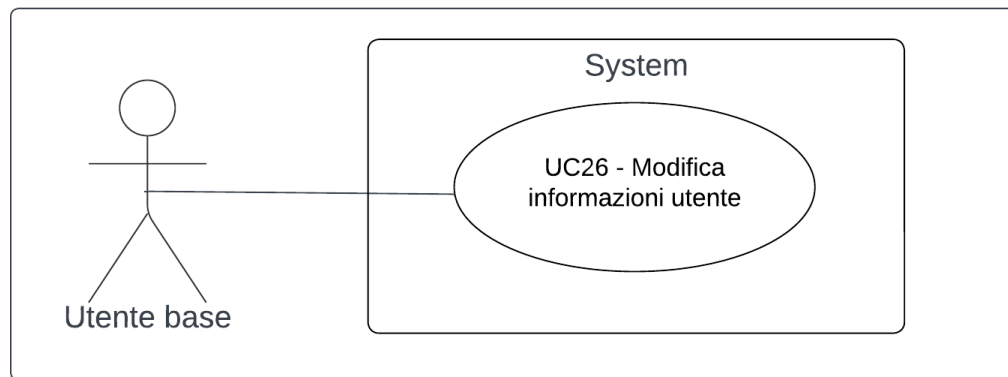 System
UC26 - Modifica
informazioni utente
Utente base